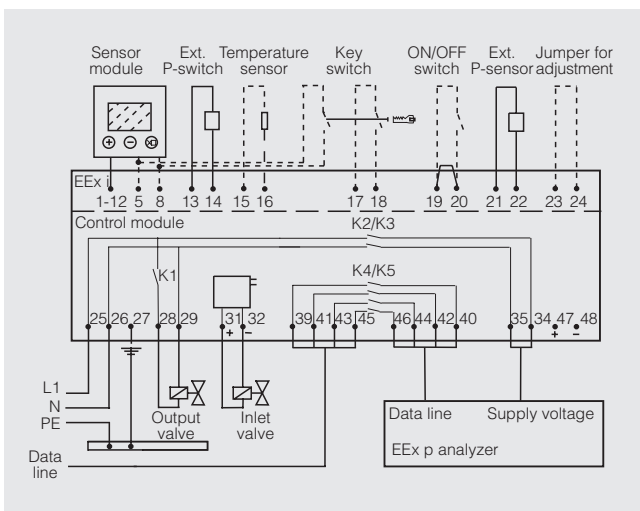 Sensor module
Ext. P-switch
Temperature sensor
Key switch
ON/OFF switch
Ext. P-sensor
Jumper for adjustment
EEx i
1-12 5 8 13 14 15 16 17 18 19 20 21 22 23 24
Control module
K2/K3
K1
K4/K5
25 26 27 28 29 31 32 39 41 43 45 46 44 42 40 35 34 47 48
+ − + −
L1
N
PE
Output valve
Inlet valve
Data line
Data line Supply voltage
EEx p analyzer